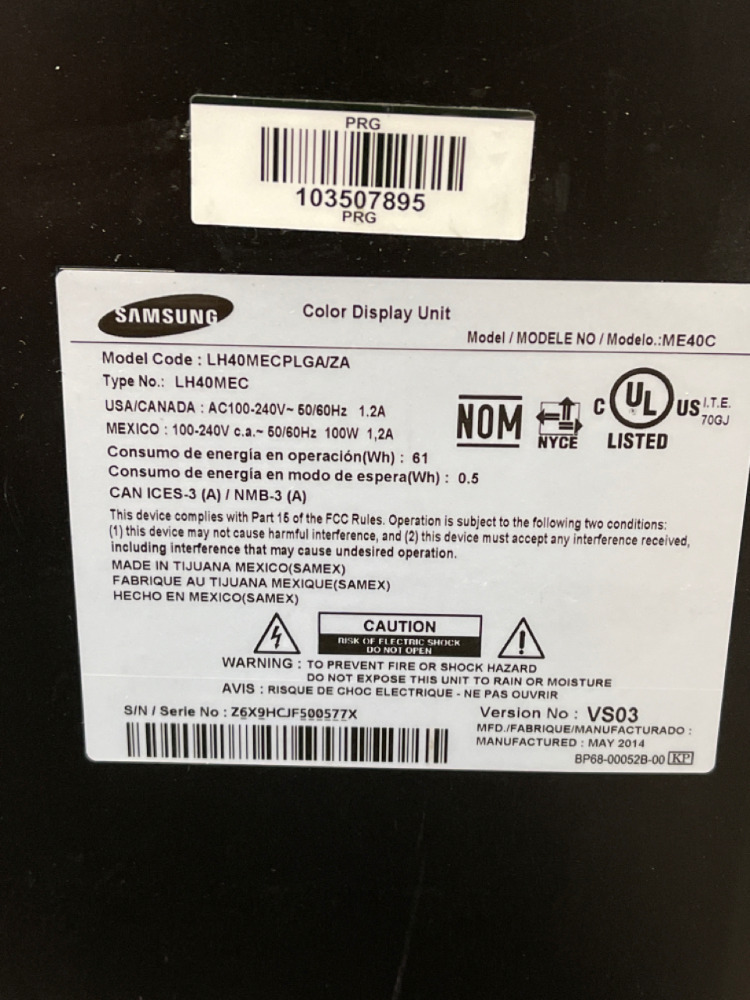 PRG
103507895
PRG
SAMSUNG
Color Display Unit
Model / MODELE NO / Modelo.:ME40C
Model Code : LH40MECPLGA/ZA
Type No.: LH40MEC
USA/CANADA : AC100-240V~ 50/60Hz 1.2A
MEXICO : 100-240V c.a.~ 50/60Hz 100W 1,2A
NOM
NYCE
C UL US
LISTED
I.T.E.
70GJ
Consumo de energía en operación(Wh) : 61
Consumo de energía en modo de espera(Wh) : 0.5
CAN ICES-3 (A) / NMB-3 (A)
This device complies with Part 15 of the FCC Rules. Operation is subject to the following two conditions:
(1) this device may not cause harmful interference, and (2) this device must accept any interference received,
including interference that may cause undesired operation.
MADE IN TIJUANA MEXICO(SAMEX)
FABRIQUE AU TIJUANA MEXIQUE(SAMEX)
HECHO EN MEXICO(SAMEX)
CAUTION
RISK OF ELECTRIC SHOCK
DO NOT OPEN
WARNING : TO PREVENT FIRE OR SHOCK HAZARD
DO NOT EXPOSE THIS UNIT TO RAIN OR MOISTURE
AVIS : RISQUE DE CHOC ELECTRIQUE - NE PAS OUVRIR
S/N / Serie No : Z6X9HCJF500577X
Version No : VS03
MFD./FABRIQUE/MANUFACTURADO :
MANUFACTURED : MAY 2014
BP68-00052B-00 KP